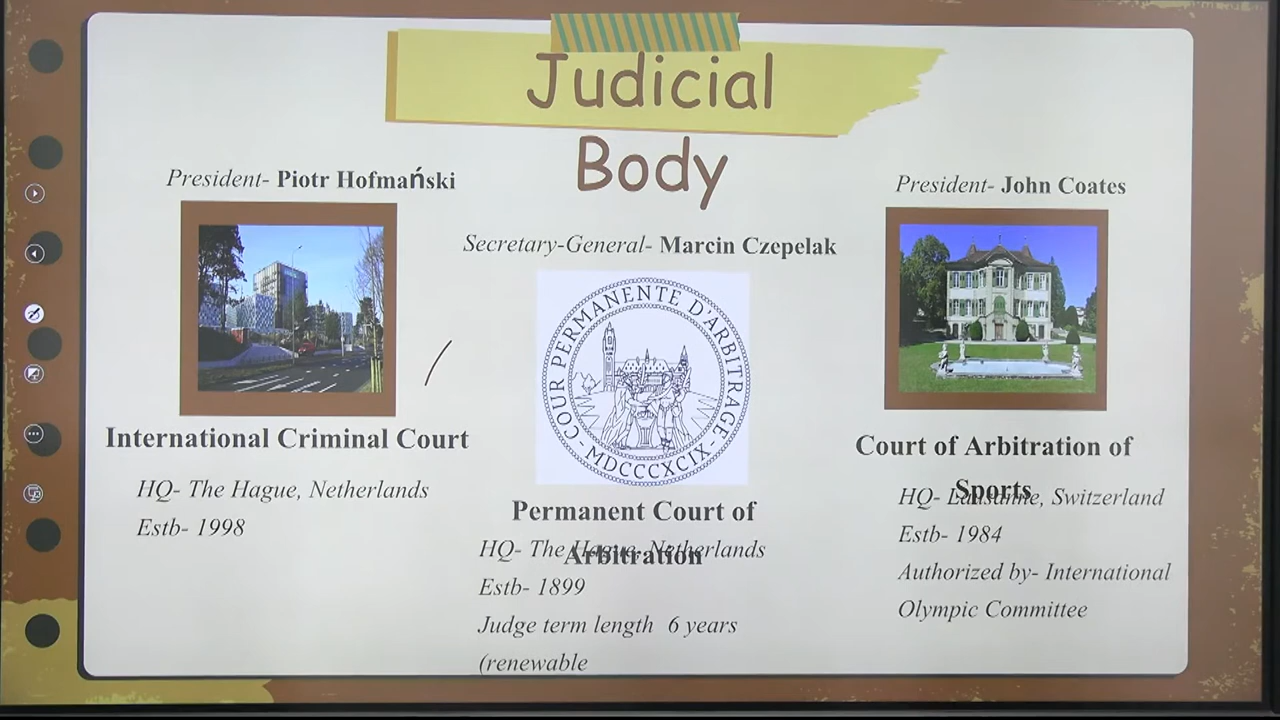 Judicial
Body
President- Piotr Hofmański
International Criminal Court
HQ- The Hague, Netherlands
Estb- 1998
Secretary-General- Marcin Czepelak
COUR PERMANENTE D'ARBITRAGE
MDCCCXCIX
Permanent Court of
Arbitration
HQ- The Hague, Netherlands
Estb- 1899
Judge term length 6 years
(renewable
President- John Coates
Court of Arbitration of
Sports
HQ- Lausanne, Switzerland
Estb- 1984
Authorized by- International
Olympic Committee